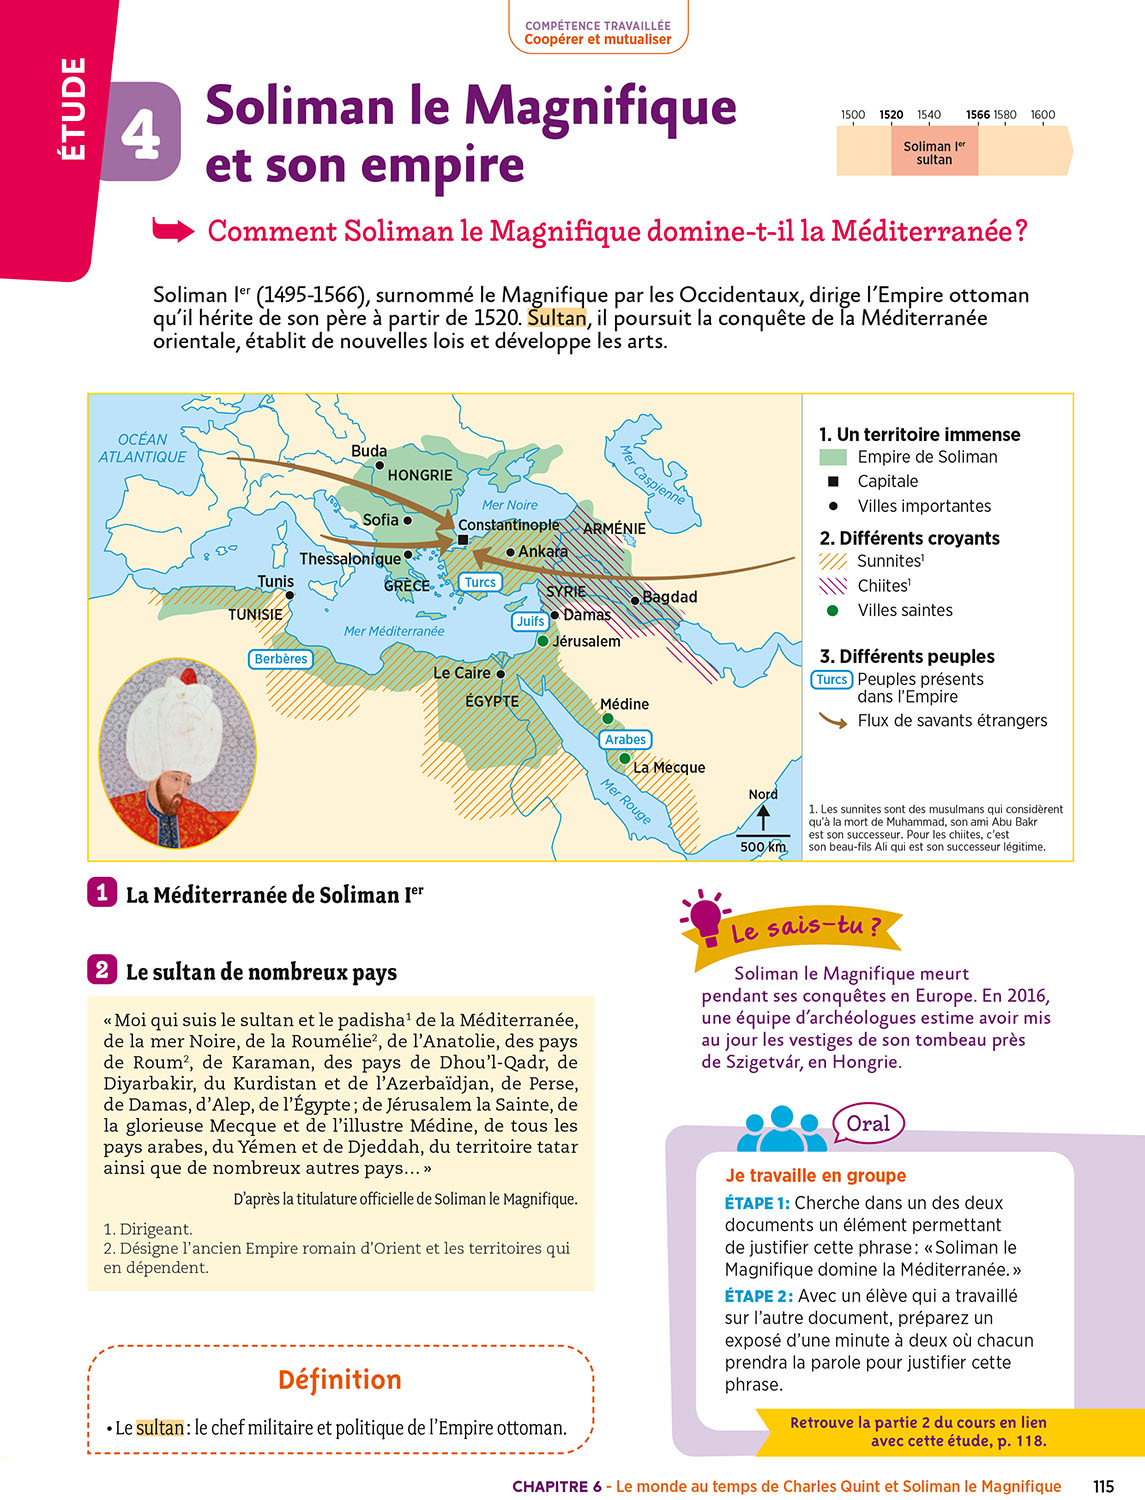 COMPÉTENCE TRAVAILLÉE
Coopérer et mutualiser
ÉTUDE
4
Soliman le Magnifique
et son empire
1500 1520 1540 1566 1580 1600
Soliman Ier
sultan
Comment Soliman le Magnifique domine-t-il la Méditerranée ?
Soliman Ier (1495-1566), surnommé le Magnifique par les Occidentaux, dirige l'Empire ottoman
qu'il hérite de son père à partir de 1520. Sultan, il poursuit la conquête de la Méditerranée
orientale, établit de nouvelles lois et développe les arts.
OCÉAN
ATLANTIQUE
Buda
HONGRIE
Mer Caspienne
Mer Noire
Sofia
Constantinople
ARMÉNIE
Thessalonique
Ankara
GRÈCE
Turcs
SYRIE
Tunis
Bagdad
TUNISIE
Juifs
Damas
Mer Méditerranée
Jérusalem
Berbères
Le Caire
ÉGYPTE
Médine
Arabes
La Mecque
Mer Rouge
Nord
500 km
1. Un territoire immense
Empire de Soliman
Capitale
Villes importantes
2. Différents croyants
Sunnites1
Chiites1
Villes saintes
3. Différents peuples
Turcs Peuples présents
dans l'Empire
Flux de savants étrangers
1. Les sunnites sont des musulmans qui considèrent
qu'à la mort de Muhammad, son ami Abu Bakr
est son successeur. Pour les chiites, c'est
son beau-fils Ali qui est son successeur légitime.
1 La Méditerranée de Soliman Ier
2 Le sultan de nombreux pays
« Moi qui suis le sultan et le padisha1 de la Méditerranée,
de la mer Noire, de la Roumélie2, de l'Anatolie, des pays
de Roum2, de Karaman, des pays de Dhou'l-Qadr, de
Diyarbakir, du Kurdistan et de l'Azerbaïdjan, de Perse,
de Damas, d'Alep, de l'Égypte ; de Jérusalem la Sainte, de
la glorieuse Mecque et de l'illustre Médine, de tous les
pays arabes, du Yémen et de Djeddah, du territoire tatar
ainsi que de nombreux autres pays... »
D'après la titulature officielle de Soliman le Magnifique.
1. Dirigeant.
2. Désigne l'ancien Empire romain d'Orient et les territoires qui
en dépendent.
Définition
• Le sultan : le chef militaire et politique de l'Empire ottoman.
Le sais-tu ?
Soliman le Magnifique meurt
pendant ses conquêtes en Europe. En 2016,
une équipe d'archéologues estime avoir mis
au jour les vestiges de son tombeau près
de Szigetvár, en Hongrie.
Oral
Je travaille en groupe
ÉTAPE 1 : Cherche dans un des deux
documents un élément permettant
de justifier cette phrase : « Soliman le
Magnifique domine la Méditerranée. »
ÉTAPE 2 : Avec un élève qui a travaillé
sur l'autre document, préparez un
exposé d'une minute à deux où chacun
prendra la parole pour justifier cette
phrase.
Retrouve la partie 2 du cours en lien
avec cette étude, p. 118.
CHAPITRE 6 - Le monde au temps de Charles Quint et Soliman le Magnifique 115